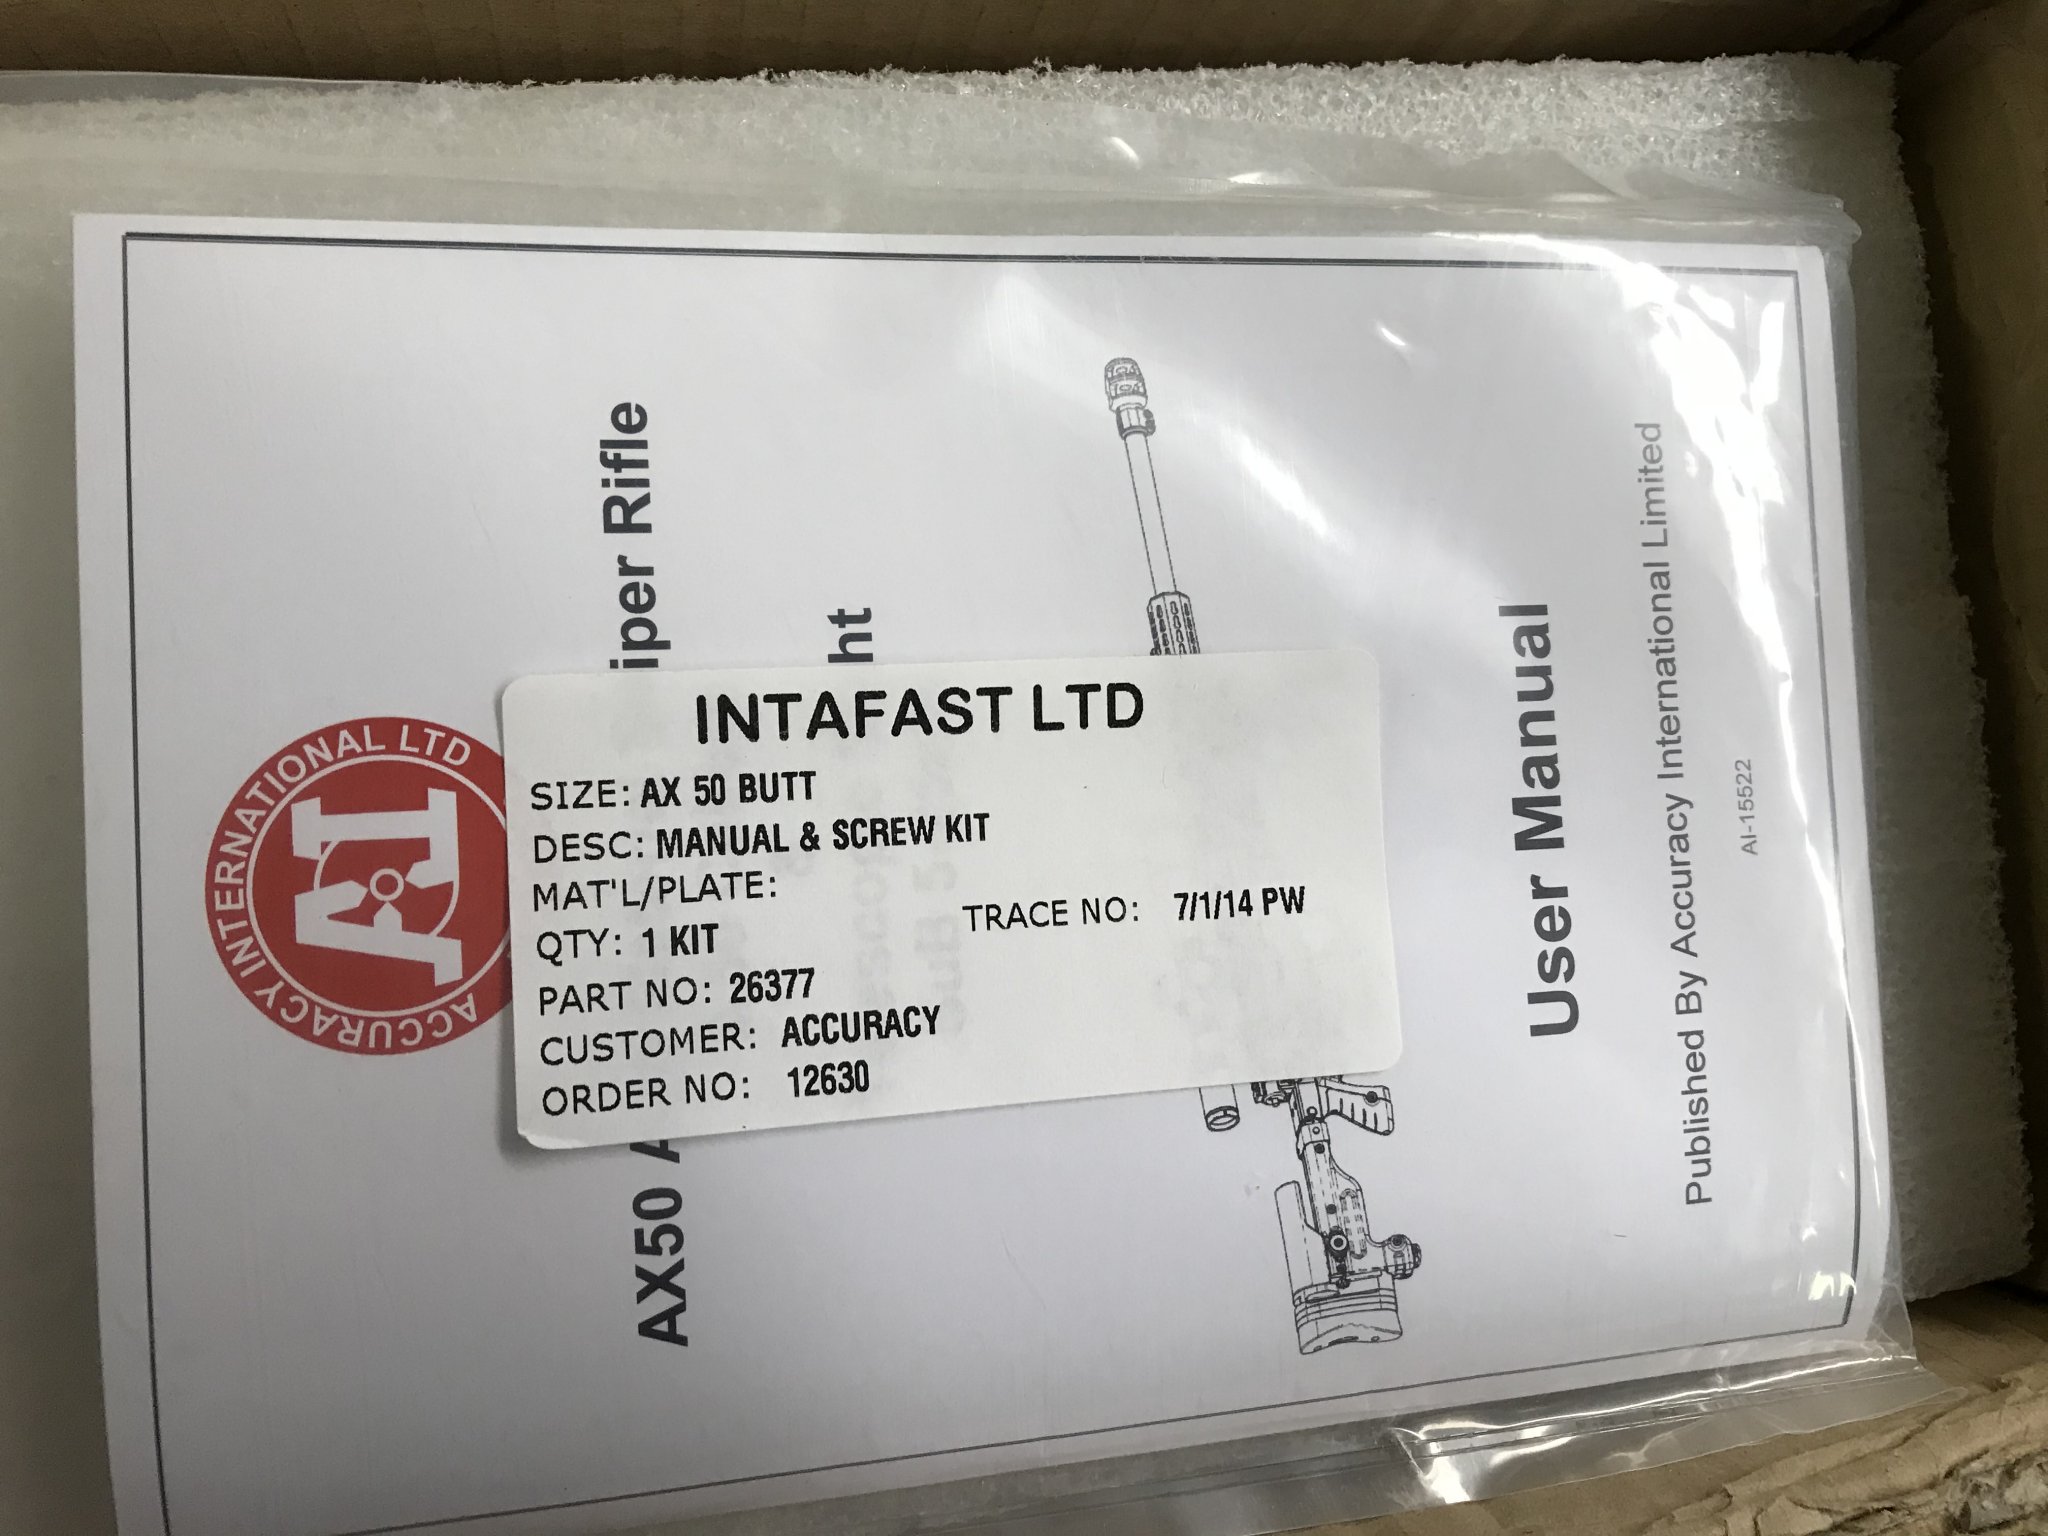 INTAFAST LTD
SIZE: AX 50 BUTT
DESC: MANUAL & SCREW KIT
MAT'L/PLATE:
QTY: 1 KIT
TRACE NO: 7/1/14 PW
PART NO: 26377
CUSTOMER: ACCURACY
ORDER NO: 12630
ACCURACY INTERNATIONAL LTD
AI
AX50 A
iper Rifle
ht
User Manual
Published By Accuracy International Limited
AI-15522